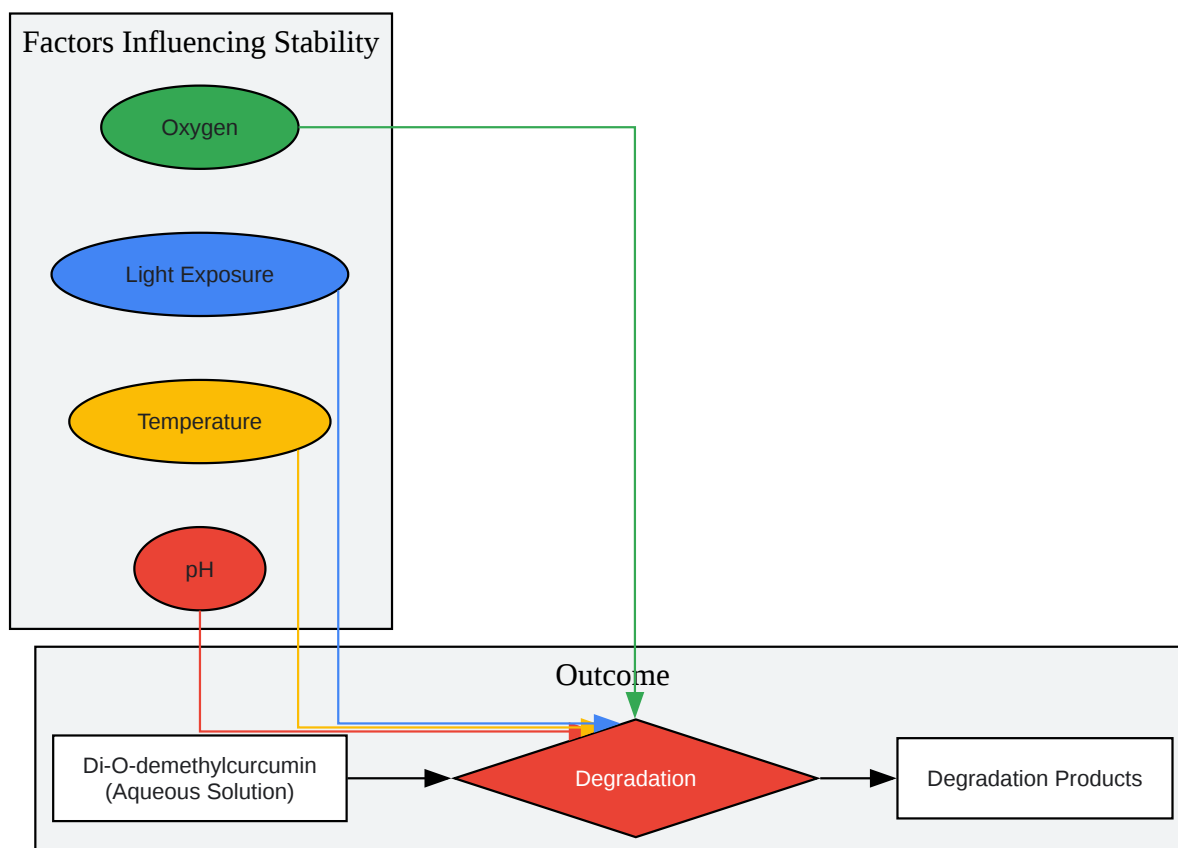 Factors Influencing Stability
Oxygen
Light Exposure
Temperature
pH
Outcome
Di-O-demethylcurcumin
(Aqueous Solution)
Degradation
Degradation Products